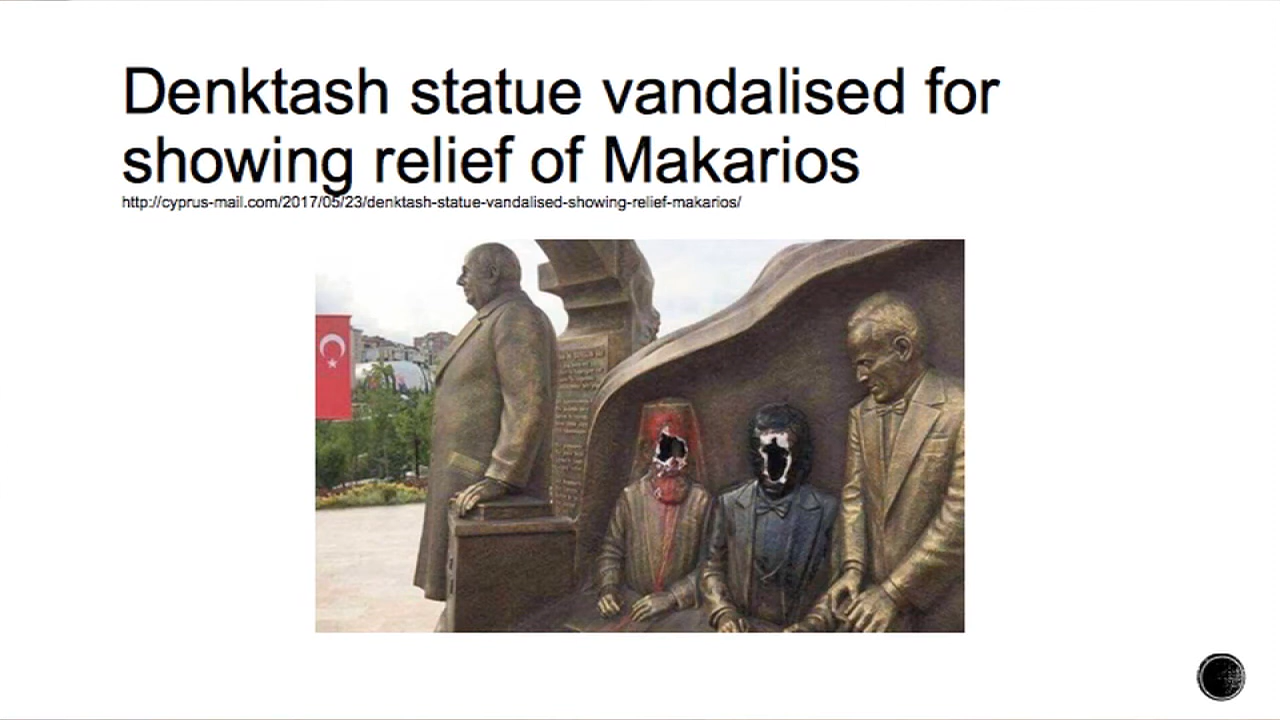 Denktash statue vandalised for
showing relief of Makarios
http://cyprus-mail.com/2017/05/23/denktash-statue-vandalised-showing-relief-makarios/